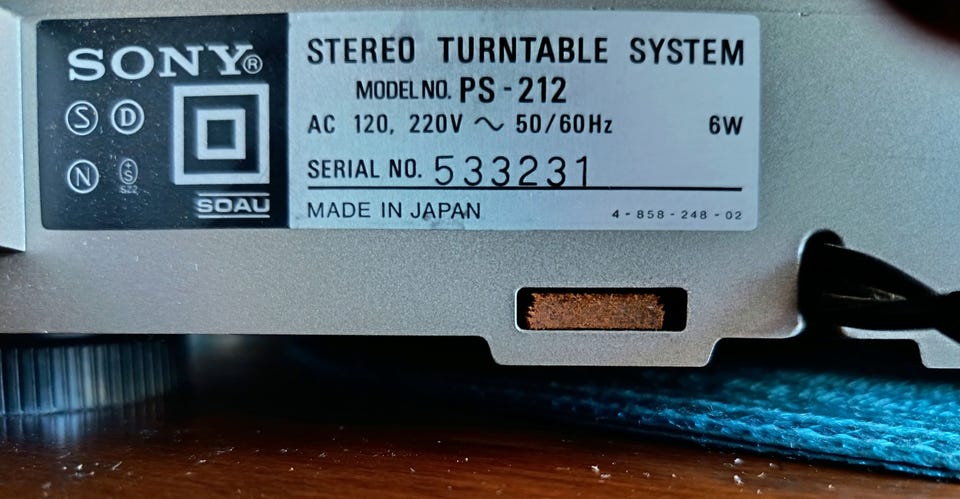 SONY®
S D
N +S
S22
SOAU
STEREO TURNTABLE SYSTEM
MODEL NO. PS-212
AC 120, 220V ~ 50/60Hz 6W
SERIAL NO. 533231
MADE IN JAPAN 4-858-248-02